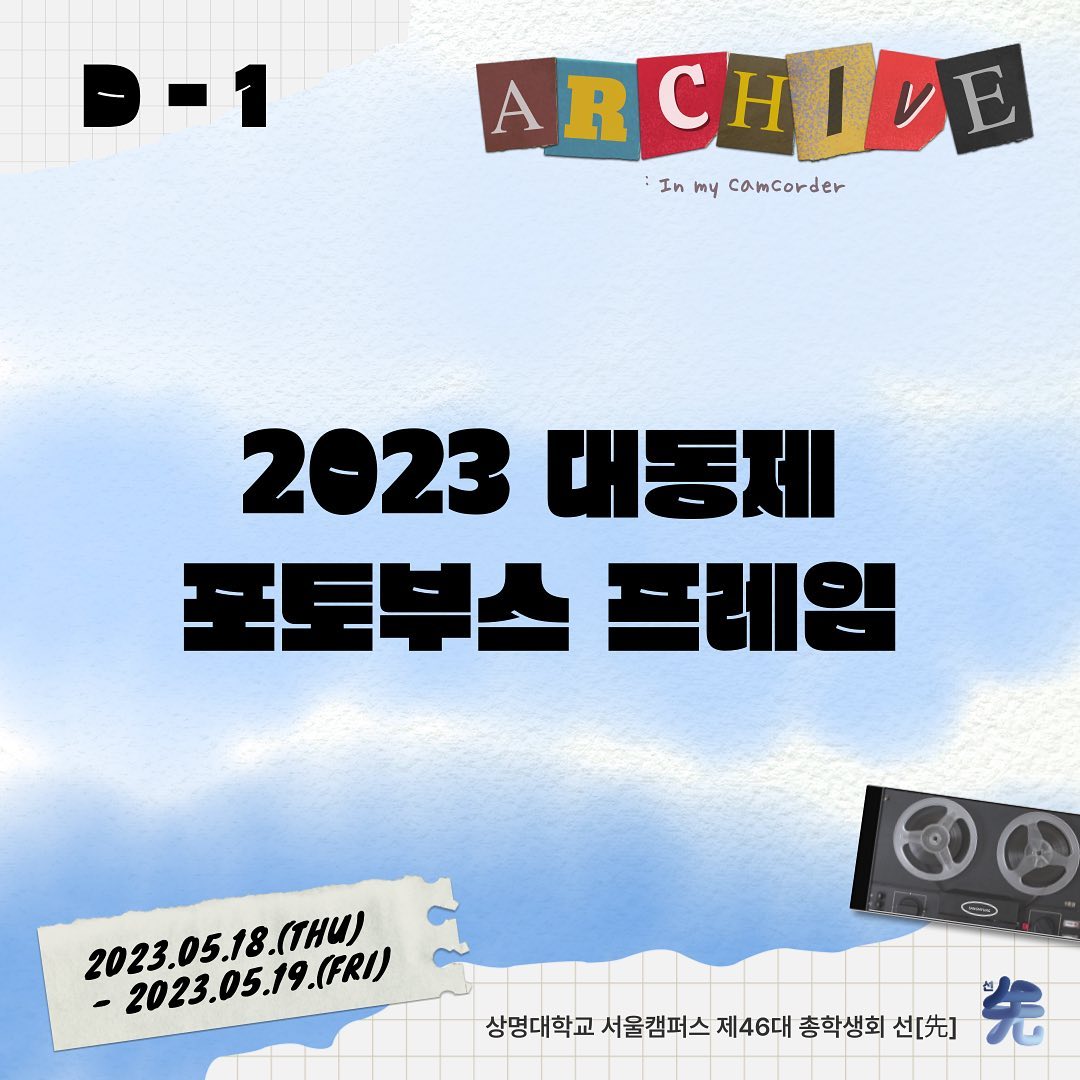 D-1
ARCHIVE
: In my camcorder
2023 대동제
포토부스 프레임
2023.05.18.(THU)
- 2023.05.19.(FRI)
상명대학교 서울캠퍼스 제46대 총학생회 선[先]
선 先